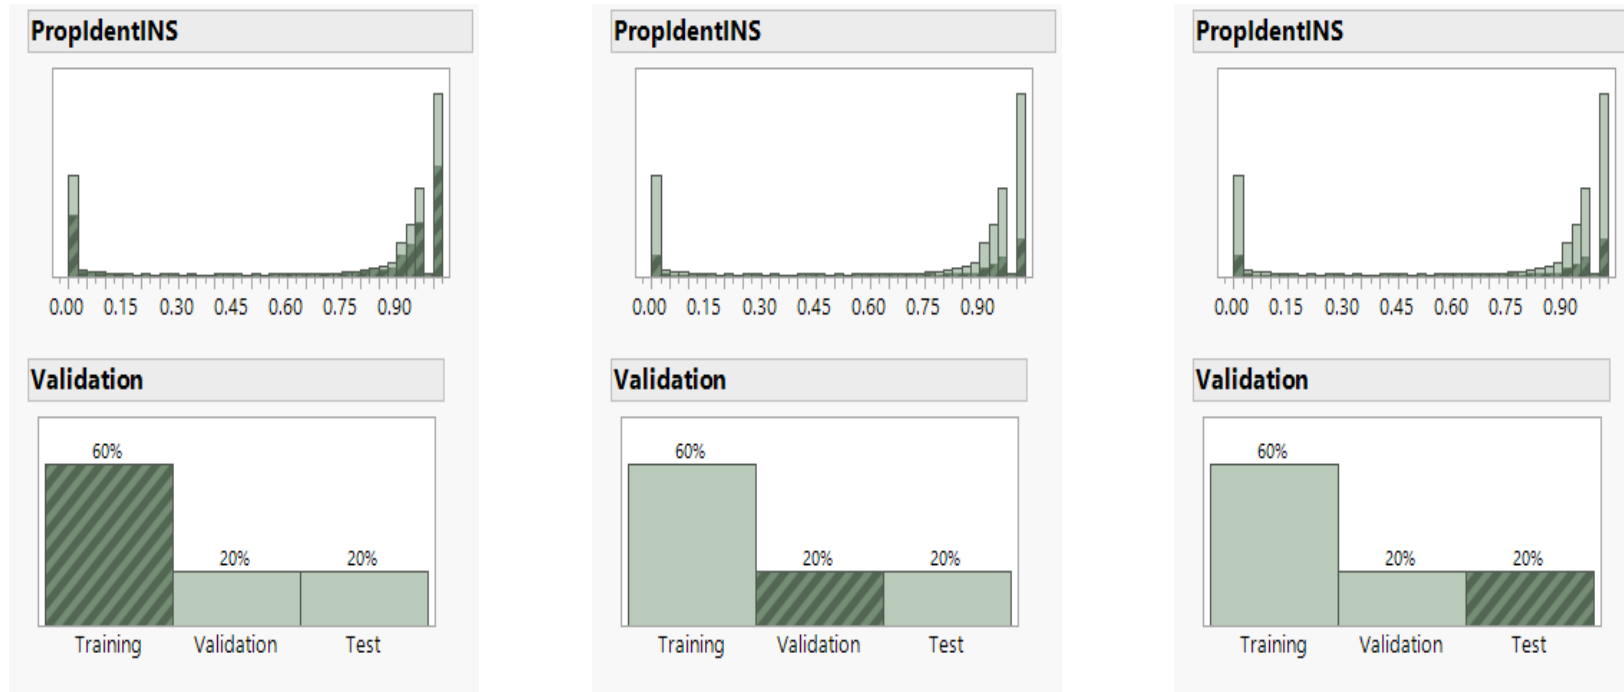 PropIdentINS
0.00 0.15 0.30 0.45 0.60 0.75 0.90
Validation
60%
20% 20%
Training Validation Test
PropIdentINS
0.00 0.15 0.30 0.45 0.60 0.75 0.90
Validation
60%
20% 20%
Training Validation Test
PropIdentINS
0.00 0.15 0.30 0.45 0.60 0.75 0.90
Validation
60%
20% 20%
Training Validation Test